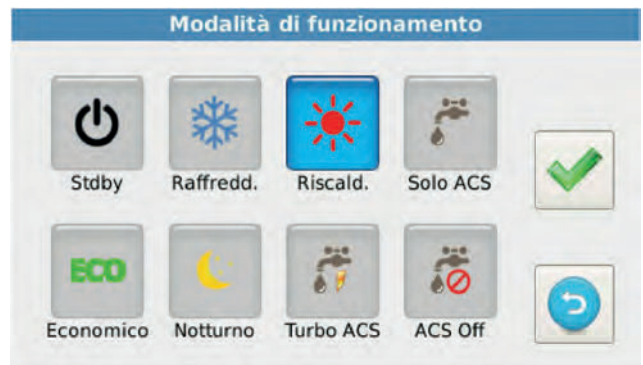 Modalità di funzionamento
Stdby Raffredd. Riscald. Solo ACS
ECO
Economico Notturno Turbo ACS ACS Off